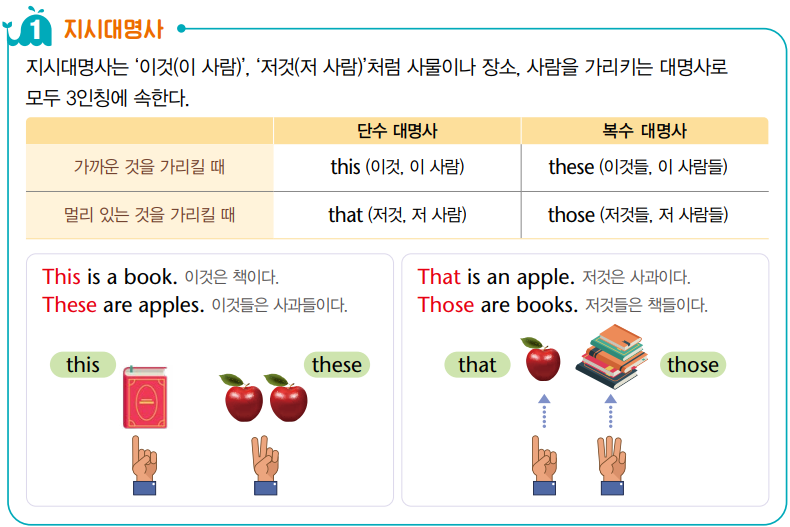 1 지시대명사
지시대명사는 ‘이것(이 사람)’, ‘저것(저 사람)’처럼 사물이나 장소, 사람을 가리키는 대명사로
모두 3인칭에 속한다.
단수 대명사 복수 대명사
가까운 것을 가리킬 때 this (이것, 이 사람) these (이것들, 이 사람들)
멀리 있는 것을 가리킬 때 that (저것, 저 사람) those (저것들, 저 사람들)
This is a book. 이것은 책이다.
These are apples. 이것들은 사과들이다.
this these
That is an apple. 저것은 사과이다.
Those are books. 저것들은 책들이다.
that those